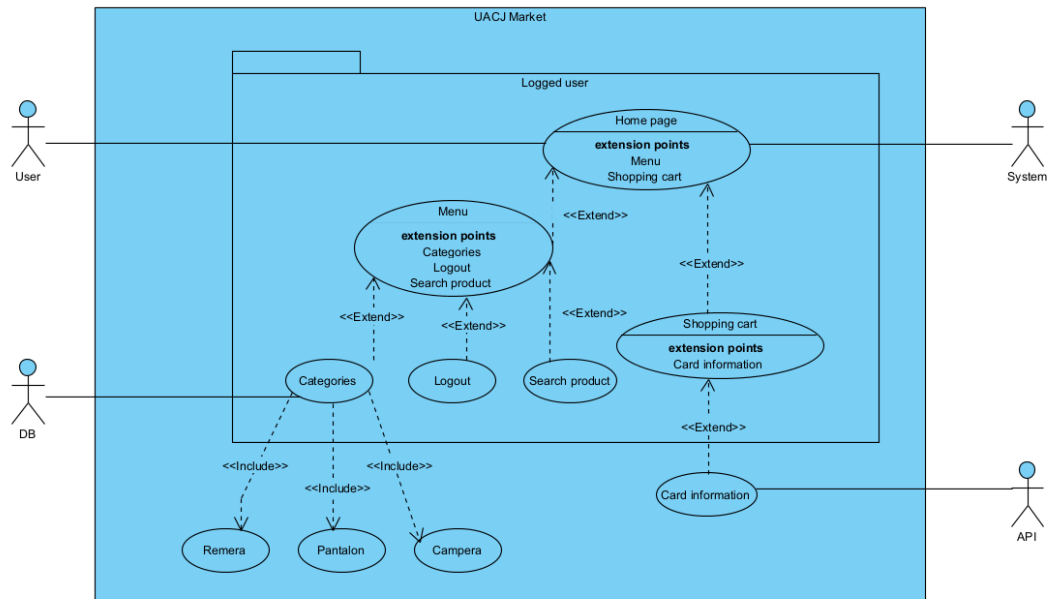 UACJ Market
Logged user
Home page
extension points
Menu
Shopping cart
User
System
<<Extend>>
Menu
extension points
Categories
Logout
Search product
<<Extend>>
<<Extend>>
<<Extend>>
<<Extend>>
Shopping cart
extension points
Card information
Categories
Logout
Search product
DB
<<Extend>>
<<Include>>
<<Include>>
<<Include>>
Card information
API
Remera
Pantalon
Campera